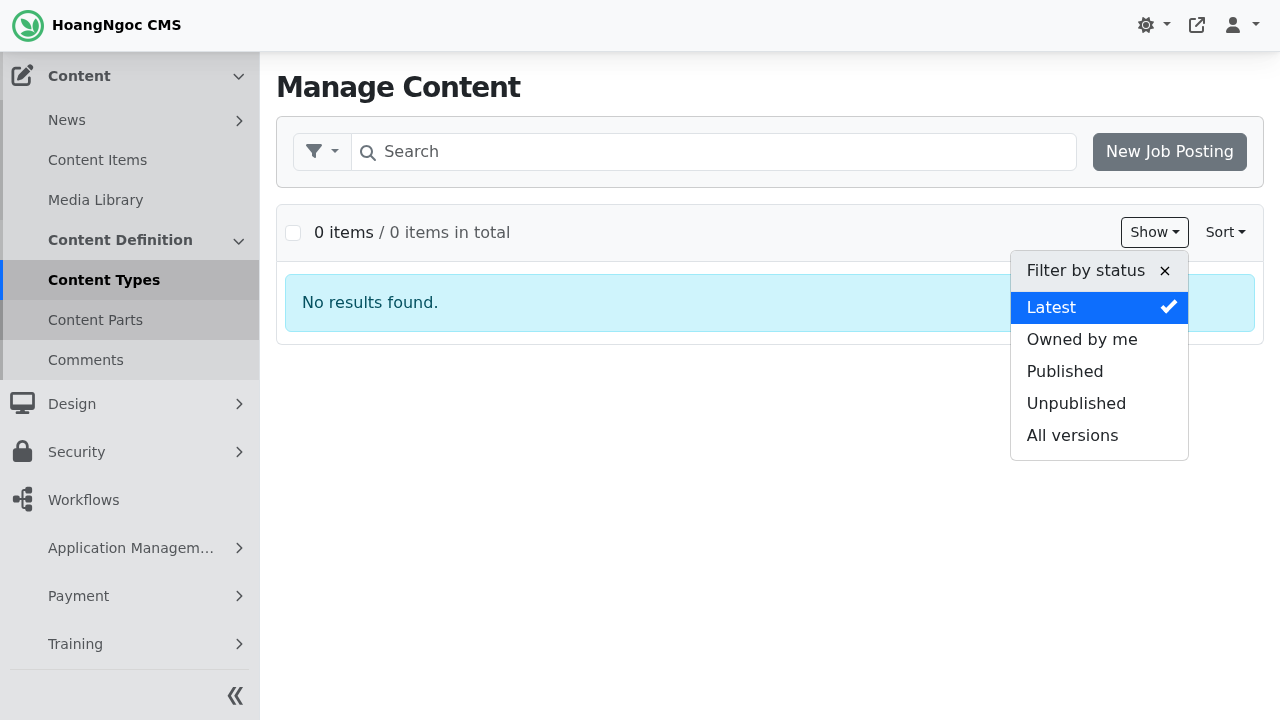 HoangNgoc CMS
Content
News
Content Items
Media Library
Content Definition
Content Types
Content Parts
Comments
Design
Security
Workflows
Application Managem...
Payment
Training
Manage Content
Search
New Job Posting
0 items / 0 items in total
Show
Sort
No results found.
Filter by status
Latest
Owned by me
Published
Unpublished
All versions